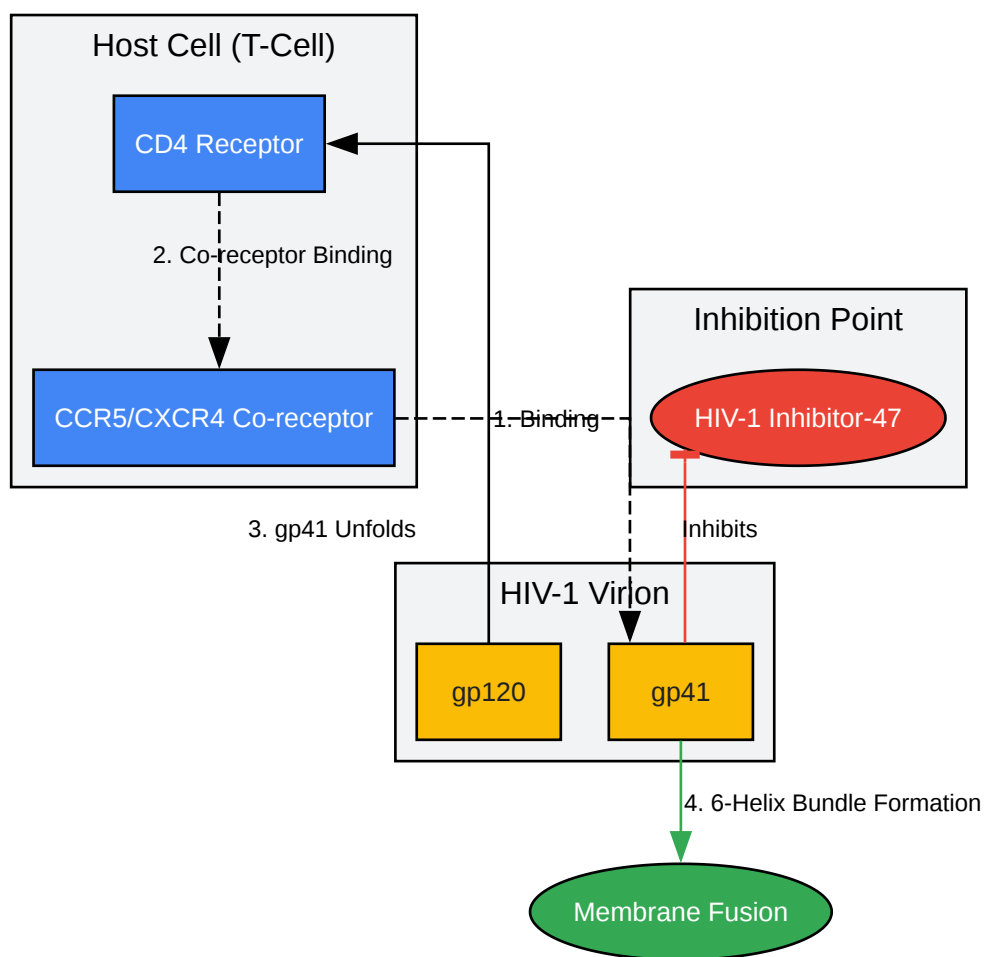 Host Cell (T-Cell)
CD4 Receptor
2. Co-receptor Binding
Inhibition Point
CCR5/CXCR4 Co-receptor
1. Binding
HIV-1 Inhibitor-47
3. gp41 Unfolds
Inhibits
HIV-1 Virion
gp120
gp41
4. 6-Helix Bundle Formation
Membrane Fusion